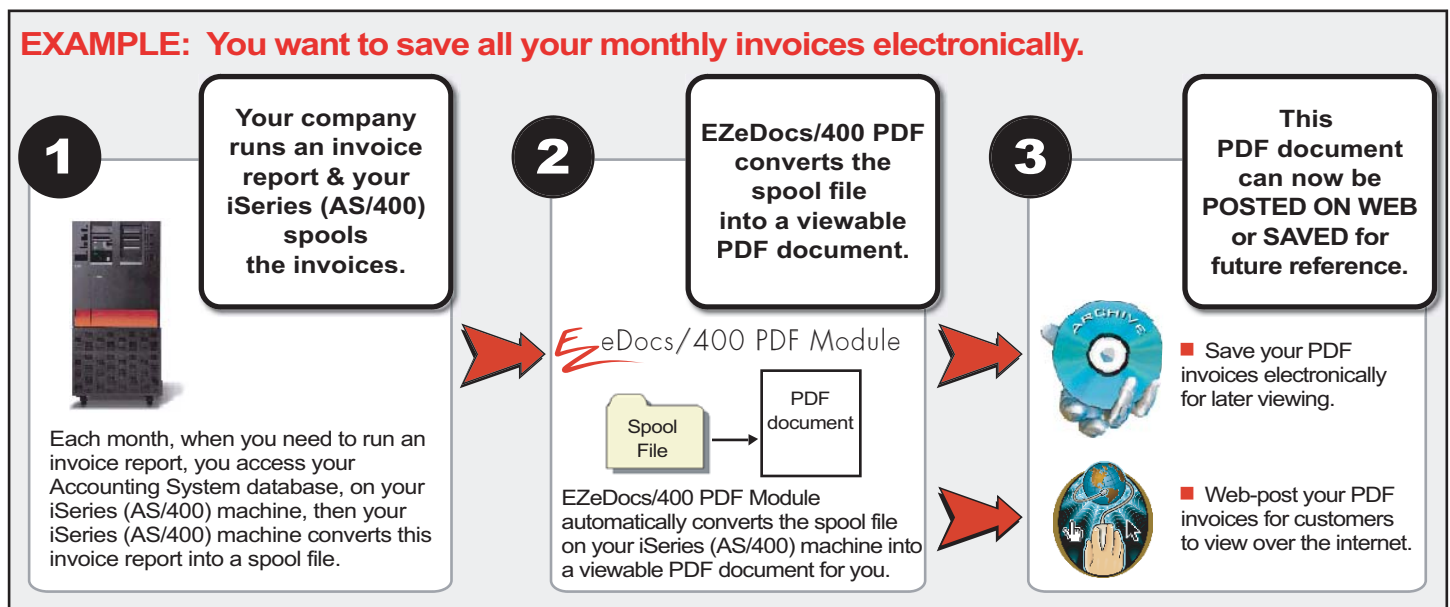 EXAMPLE: You want to save all your monthly invoices electronically.
1
Your company
runs an invoice
report & your
iSeries (AS/400)
spools
the invoices.
Each month, when you need to run an
invoice report, you access your
Accounting System database, on your
iSeries (AS/400) machine, then your
iSeries (AS/400) machine converts this
invoice report into a spool file.
2
EZeDocs/400 PDF
converts the
spool file
into a viewable
PDF document.
EZeDocs/400 PDF Module
Spool
File
PDF
document
EZeDocs/400 PDF Module
automatically converts the spool file
on your iSeries (AS/400) machine into
a viewable PDF document for you.
3
This
PDF document
can now be
POSTED ON WEB
or SAVED for
future reference.
ARCHIVE
■ Save your PDF
invoices electronically
for later viewing.
■ Web-post your PDF
invoices for customers
to view over the internet.